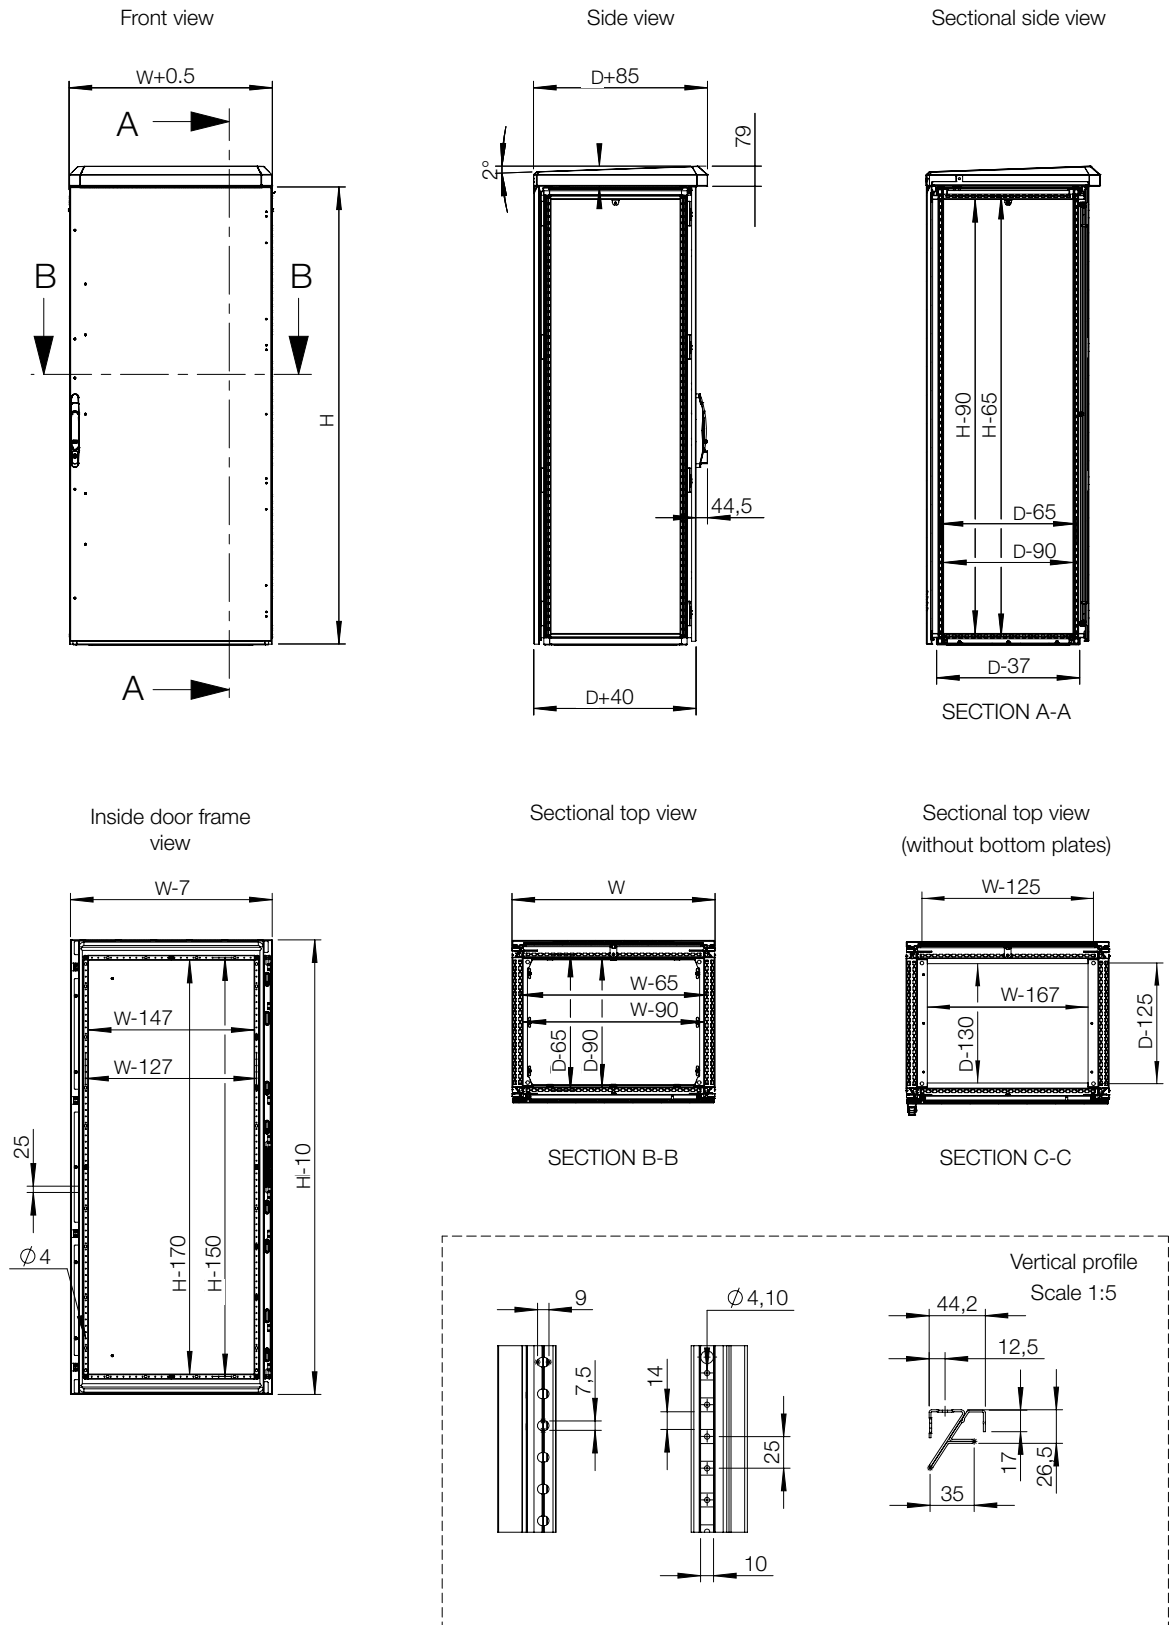 Front view
Side view
Sectional side view
W+0.5
D+85
A
79
2°
B
B
H
H-90
H-65
44,5
D-65
D-90
D-37
A
D+40
SECTION A-A
Inside door frame
view
Sectional top view
Sectional top view
(without bottom plates)
W-7
W
W-125
W-65
W-90
D-65
D-90
W-167
D-130
D-125
W-147
W-127
25
H-10
SECTION B-B
SECTION C-C
H-170
H-150
Ø4
Vertical profile
Scale 1:5
9
Ø4,10
44,2
12,5
7,5
14
25
17
26,5
35
10